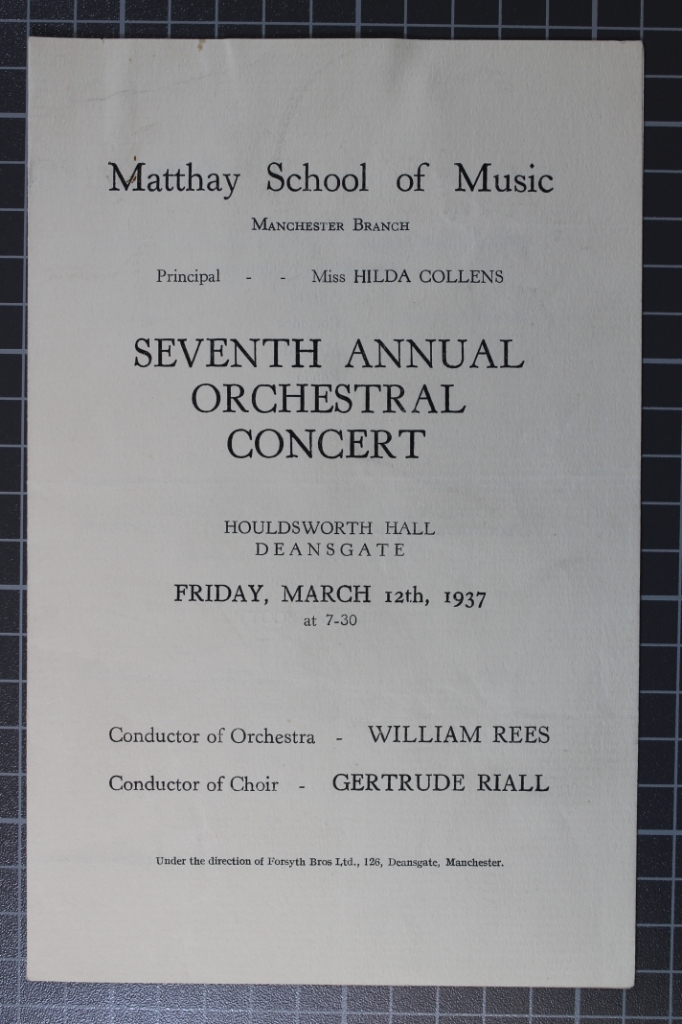 Matthay School of Music
Manchester Branch
Principal - - Miss HILDA COLLENS
SEVENTH ANNUAL
ORCHESTRAL
CONCERT
HOULDSWORTH HALL
DEANSGATE
FRIDAY, MARCH 12th, 1937
at 7-30
Conductor of Orchestra - WILLIAM REES
Conductor of Choir - GERTRUDE RIALL
Under the direction of Forsyth Bros Ltd., 126, Deansgate, Manchester.